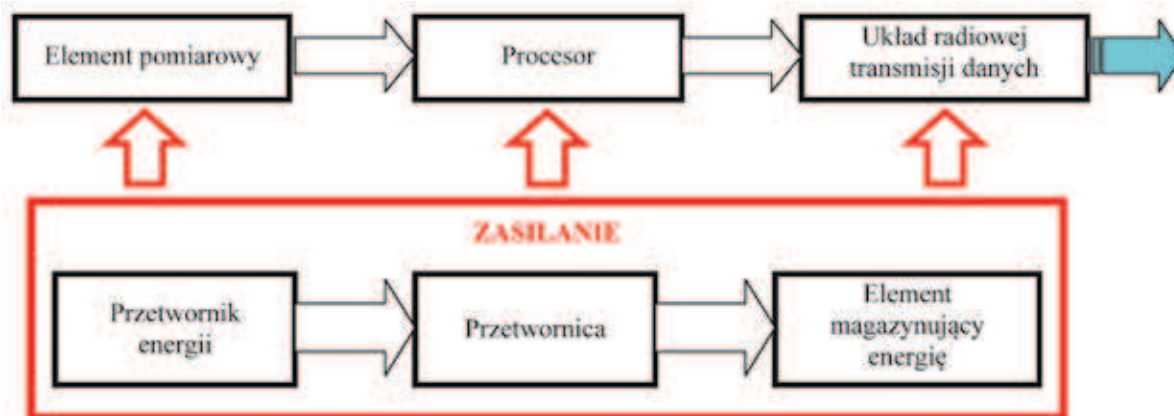 Element pomiarowy
Procesor
Układ radiowej
transmisji danych
ZASILANIE
Przetwornik
energii
Przetwornica
Element
magazynujący
energię